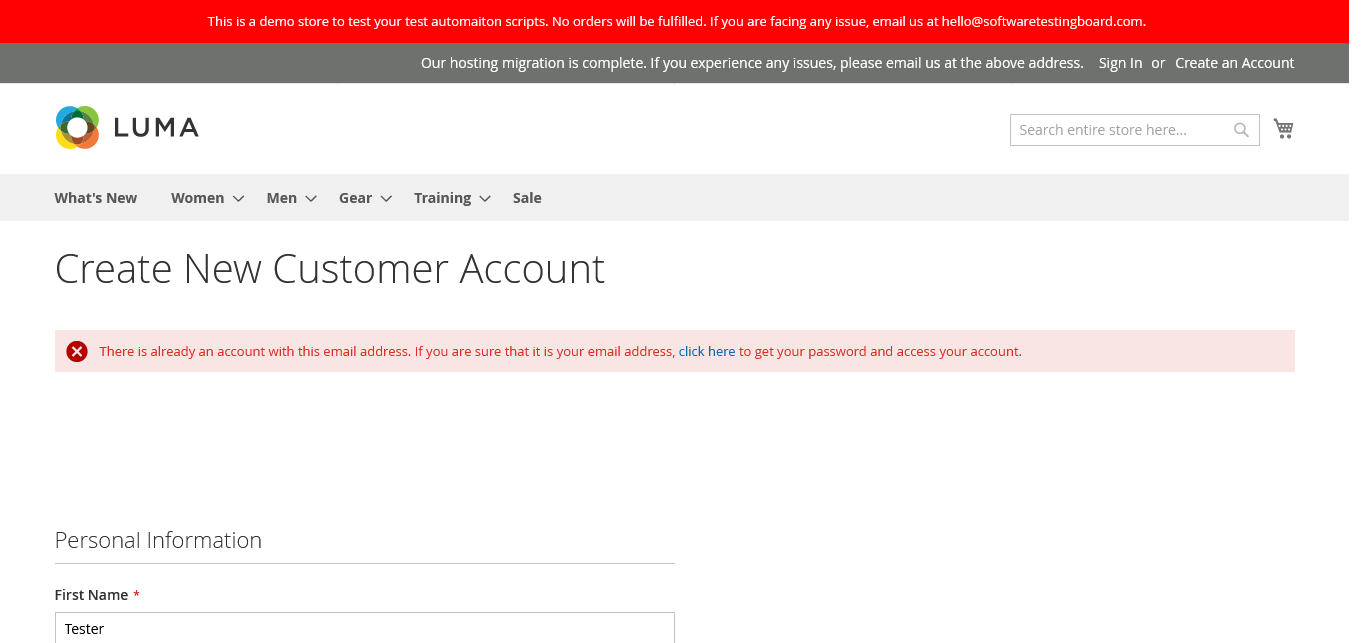 This is a demo store to test your test automaiton scripts. No orders will be fulfilled. If you are facing any issue, email us at hello@softwaretestingboard.com.
Our hosting migration is complete. If you experience any issues, please email us at the above address. Sign In or Create an Account
LUMA
Search entire store here...
What's New Women Men Gear Training Sale
Create New Customer Account
There is already an account with this email address. If you are sure that it is your email address, click here to get your password and access your account.
Personal Information
First Name *
Tester